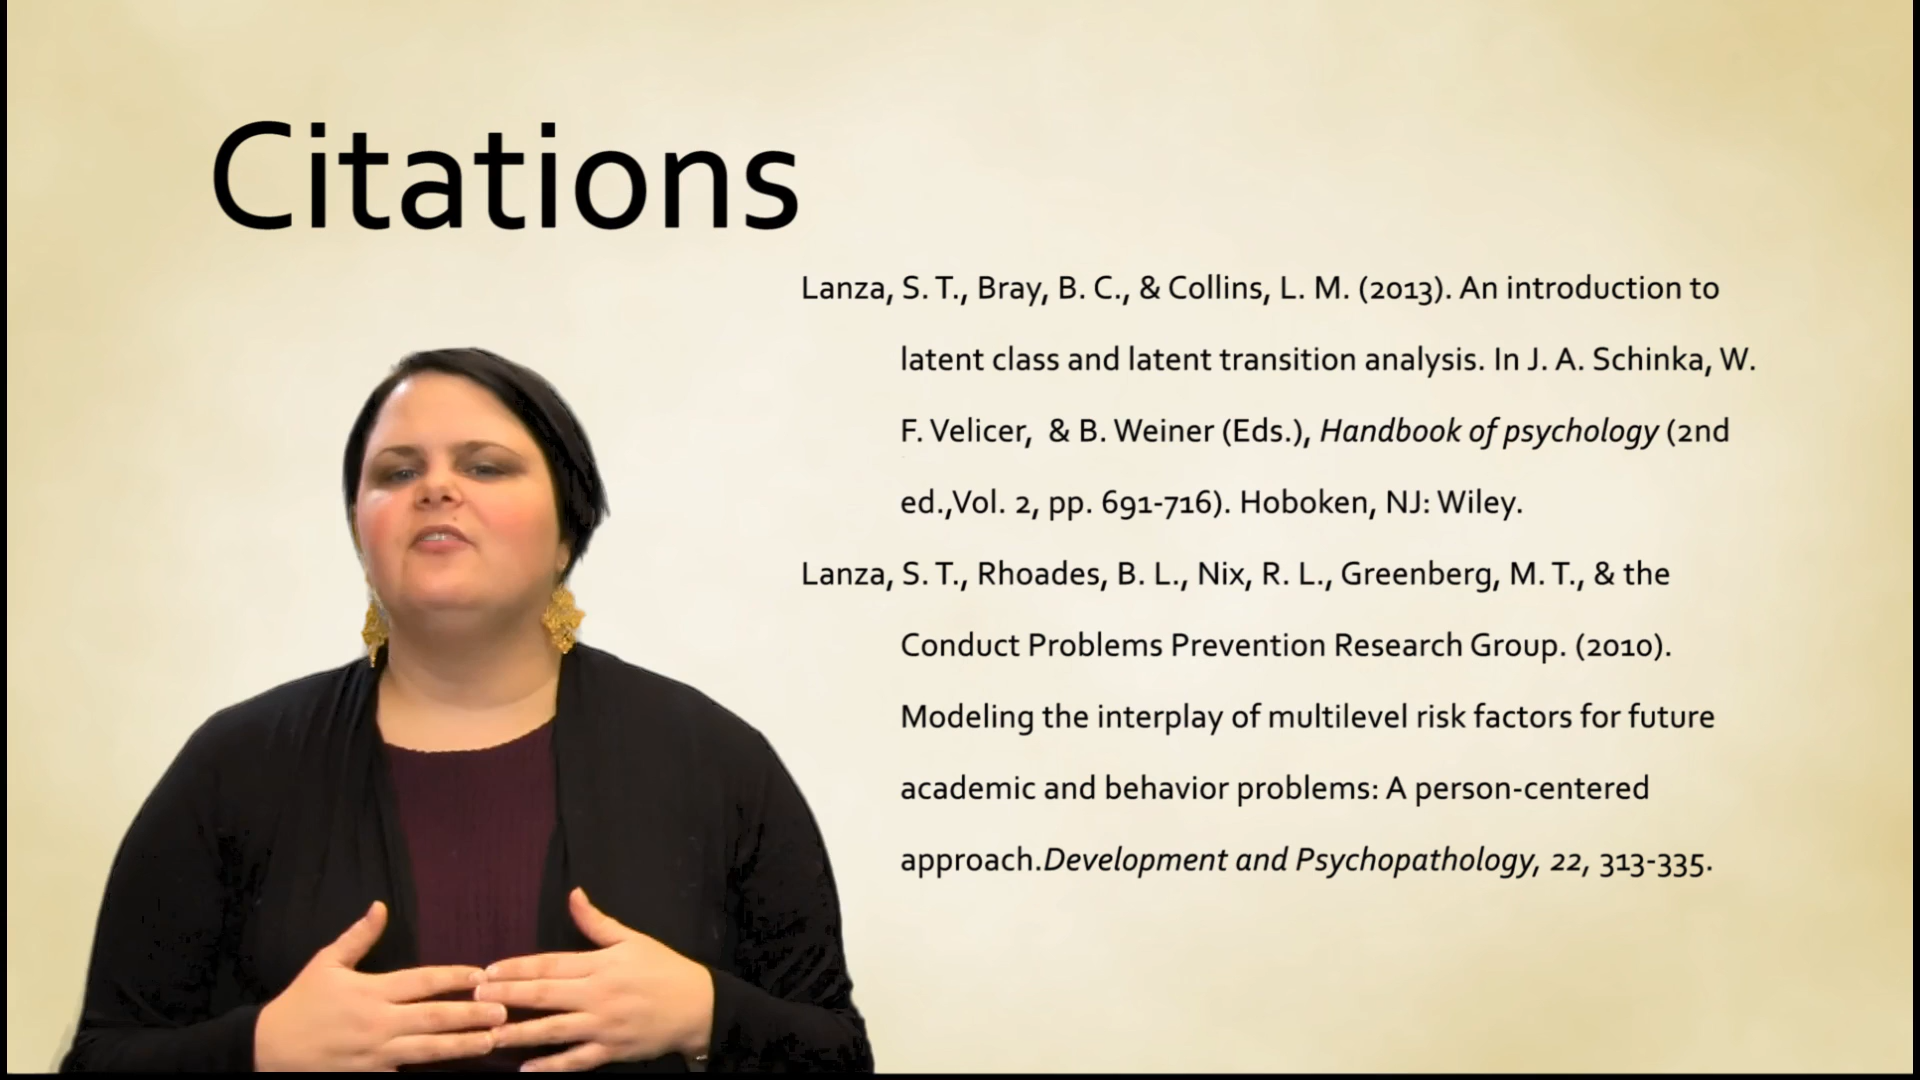 Citations
Lanza, S. T., Bray, B. C., & Collins, L. M. (2013). An introduction to
latent class and latent transition analysis. In J. A. Schinka, W.
F. Velicer,  & B. Weiner (Eds.), Handbook of psychology (2nd
ed.,Vol. 2, pp. 691-716). Hoboken, NJ: Wiley.
Lanza, S. T., Rhoades, B. L., Nix, R. L., Greenberg, M. T., & the
Conduct Problems Prevention Research Group. (2010).
Modeling the interplay of multilevel risk factors for future
academic and behavior problems: A person-centered
approach.Development and Psychopathology, 22, 313-335.